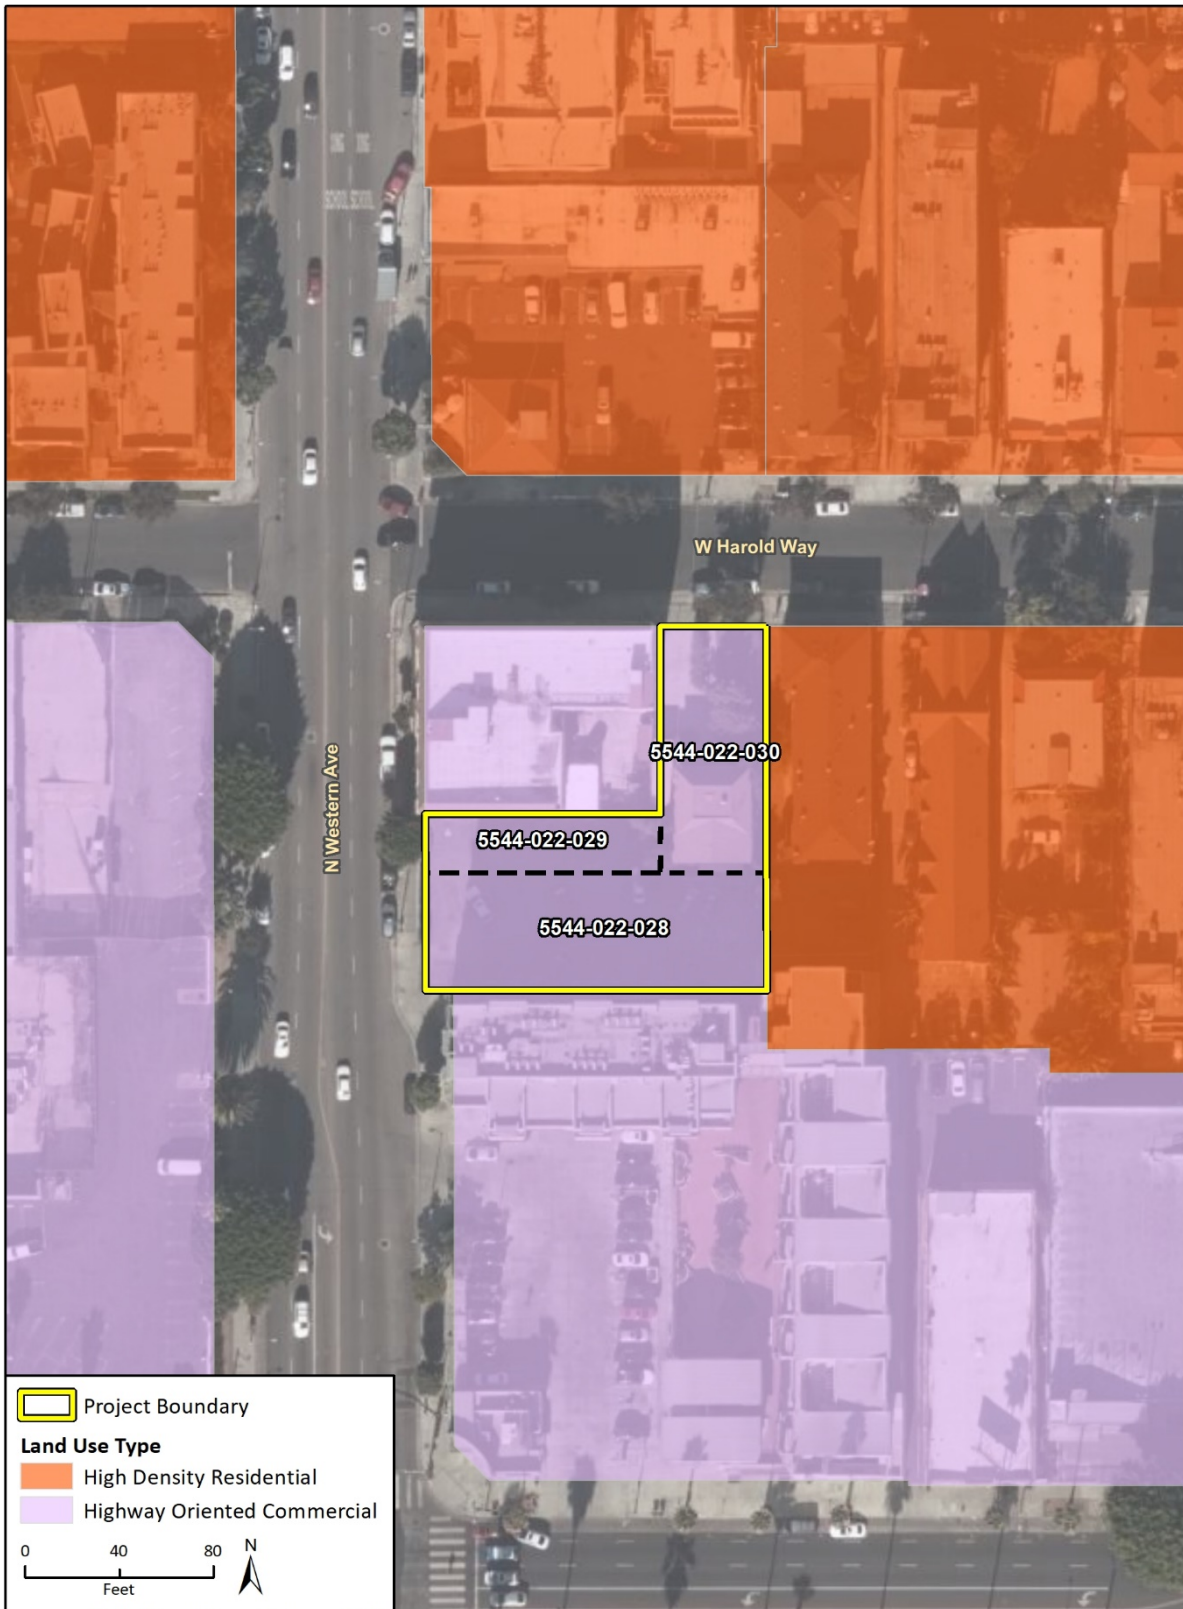 W Harold Way
N Western Ave
5544-022-030
5544-022-029
5544-022-028
Project Boundary
Land Use Type
High Density Residential
Highway Oriented Commercial
0 40 80
Feet
N